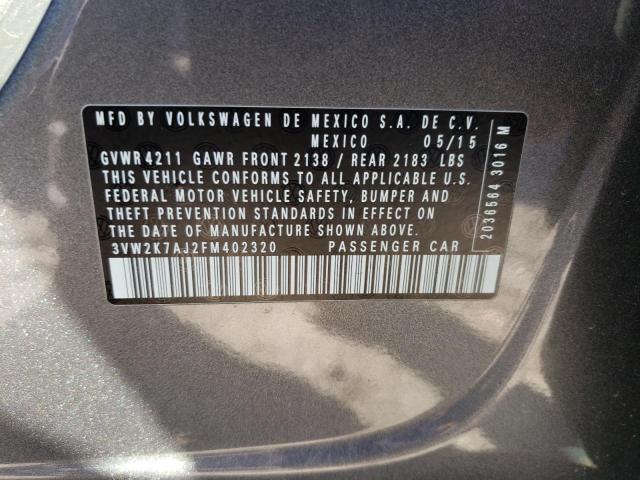 MFD BY VOLKSWAGEN DE MEXICO S.A. DE C.V.
MEXICO 05/15
GVWR 4211 GAWR FRONT 2138 / REAR 2183 LBS
THIS VEHICLE CONFORMS TO ALL APPLICABLE U.S.
FEDERAL MOTOR VEHICLE SAFETY, BUMPER AND
THEFT PREVENTION STANDARDS IN EFFECT ON
THE DATE OF MANUFACTURE SHOWN ABOVE.
3VW2K7AJ2FM402320 PASSENGER CAR
2036564 3016 M